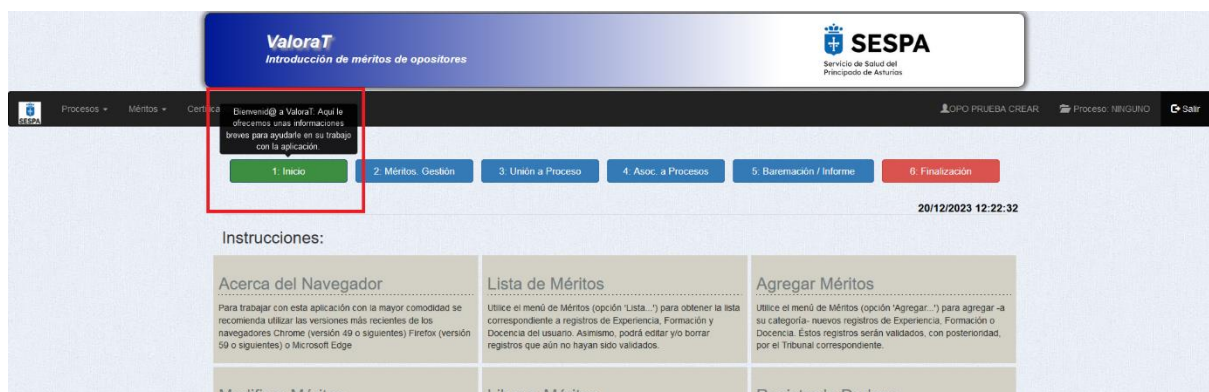 ValoraT
Introducción de méritos de opositores
SESPA
Servicio de Salud del
Principado de Asturias
SESPA
Procesos
Méritos
Bienvenid@ a ValoraT. Aquí le
ofrecemos unas informaciones
breves para ayudarle en su trabajo
con la aplicación.
OPO PRUEBA CREAR
Proceso: NINGUNO
Salir
1: Inicio
2: Méritos. Gestión
3: Unión a Proceso
4: Asoc. a Procesos
5: Baremación / Informe
6: Finalización
20/12/2023 12:22:32
Instrucciones:
Acerca del Navegador
Para trabajar con esta aplicación con la mayor comodidad se
recomienda utilizar las versiones más recientes de los
navegadores Chrome (versión 49 o siguientes) Firefox (versión
59 o siguientes) o Microsoft Edge
Lista de Méritos
Utilice el menú de Méritos (opción 'Lista...') para obtener la lista
correspondiente a registros de Experiencia, Formación y
Docencia del usuario. Asimismo, podrá editar y/o borrar
registros que aún no hayan sido validados.
Agregar Méritos
Utilice el menú de Méritos (opción 'Agregar...') para agregar -a
su categoría- nuevos registros de Experiencia, Formación o
Docencia. Éstos registros serán validados, con posterioridad,
por el Tribunal correspondiente.